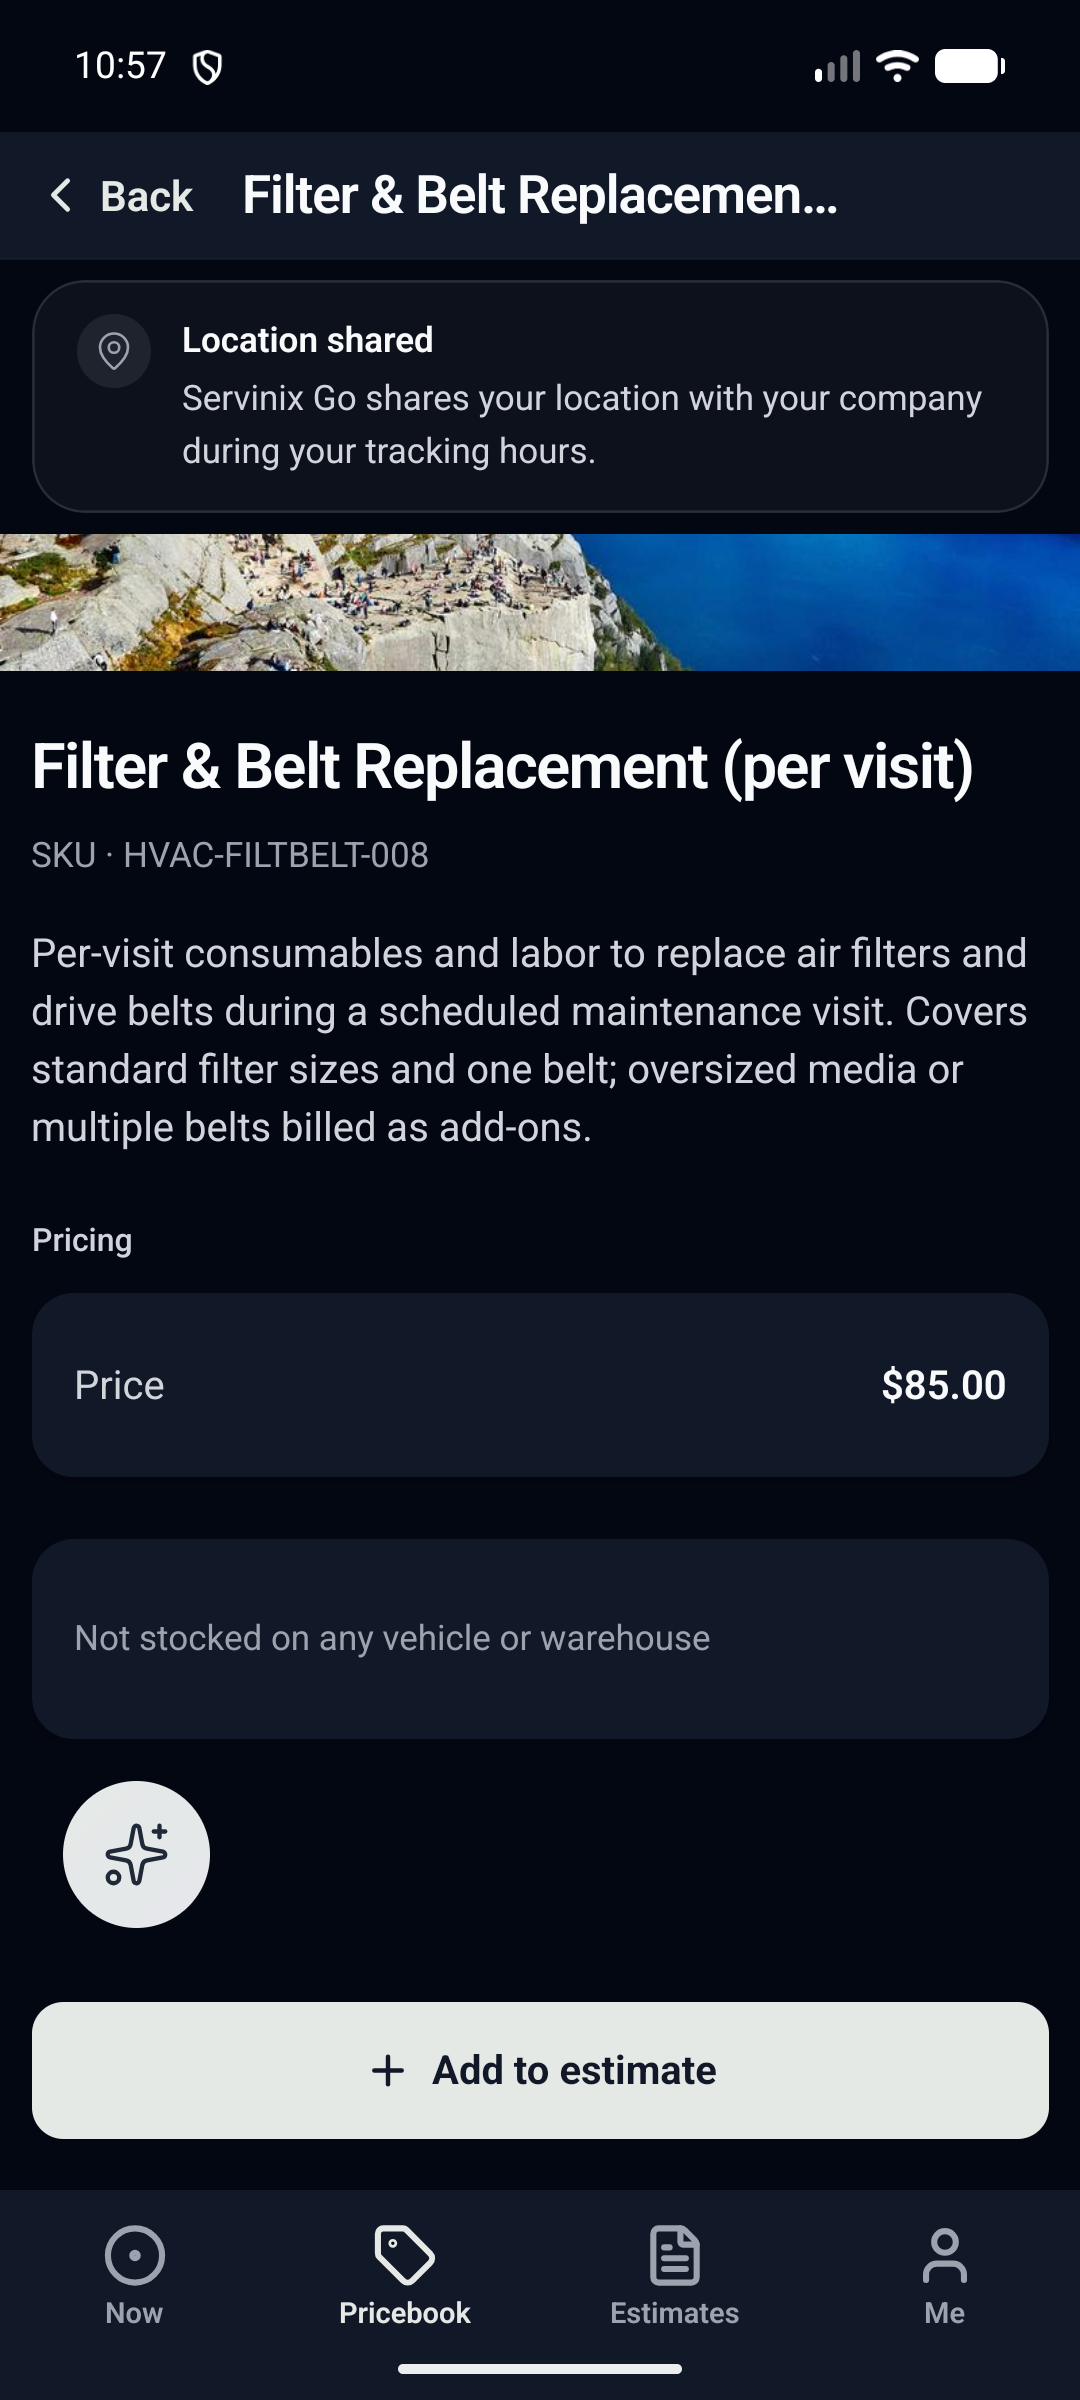 10:57
Back
Filter & Belt Replacemen...
Location shared
Servinix Go shares your location with your company
during your tracking hours.
Filter & Belt Replacement (per visit)
SKU · HVAC-FILTBELT-008
Per-visit consumables and labor to replace air filters and
drive belts during a scheduled maintenance visit. Covers
standard filter sizes and one belt; oversized media or
multiple belts billed as add-ons.
Pricing
Price $85.00
Not stocked on any vehicle or warehouse
Add to estimate
Now
Pricebook
Estimates
Me